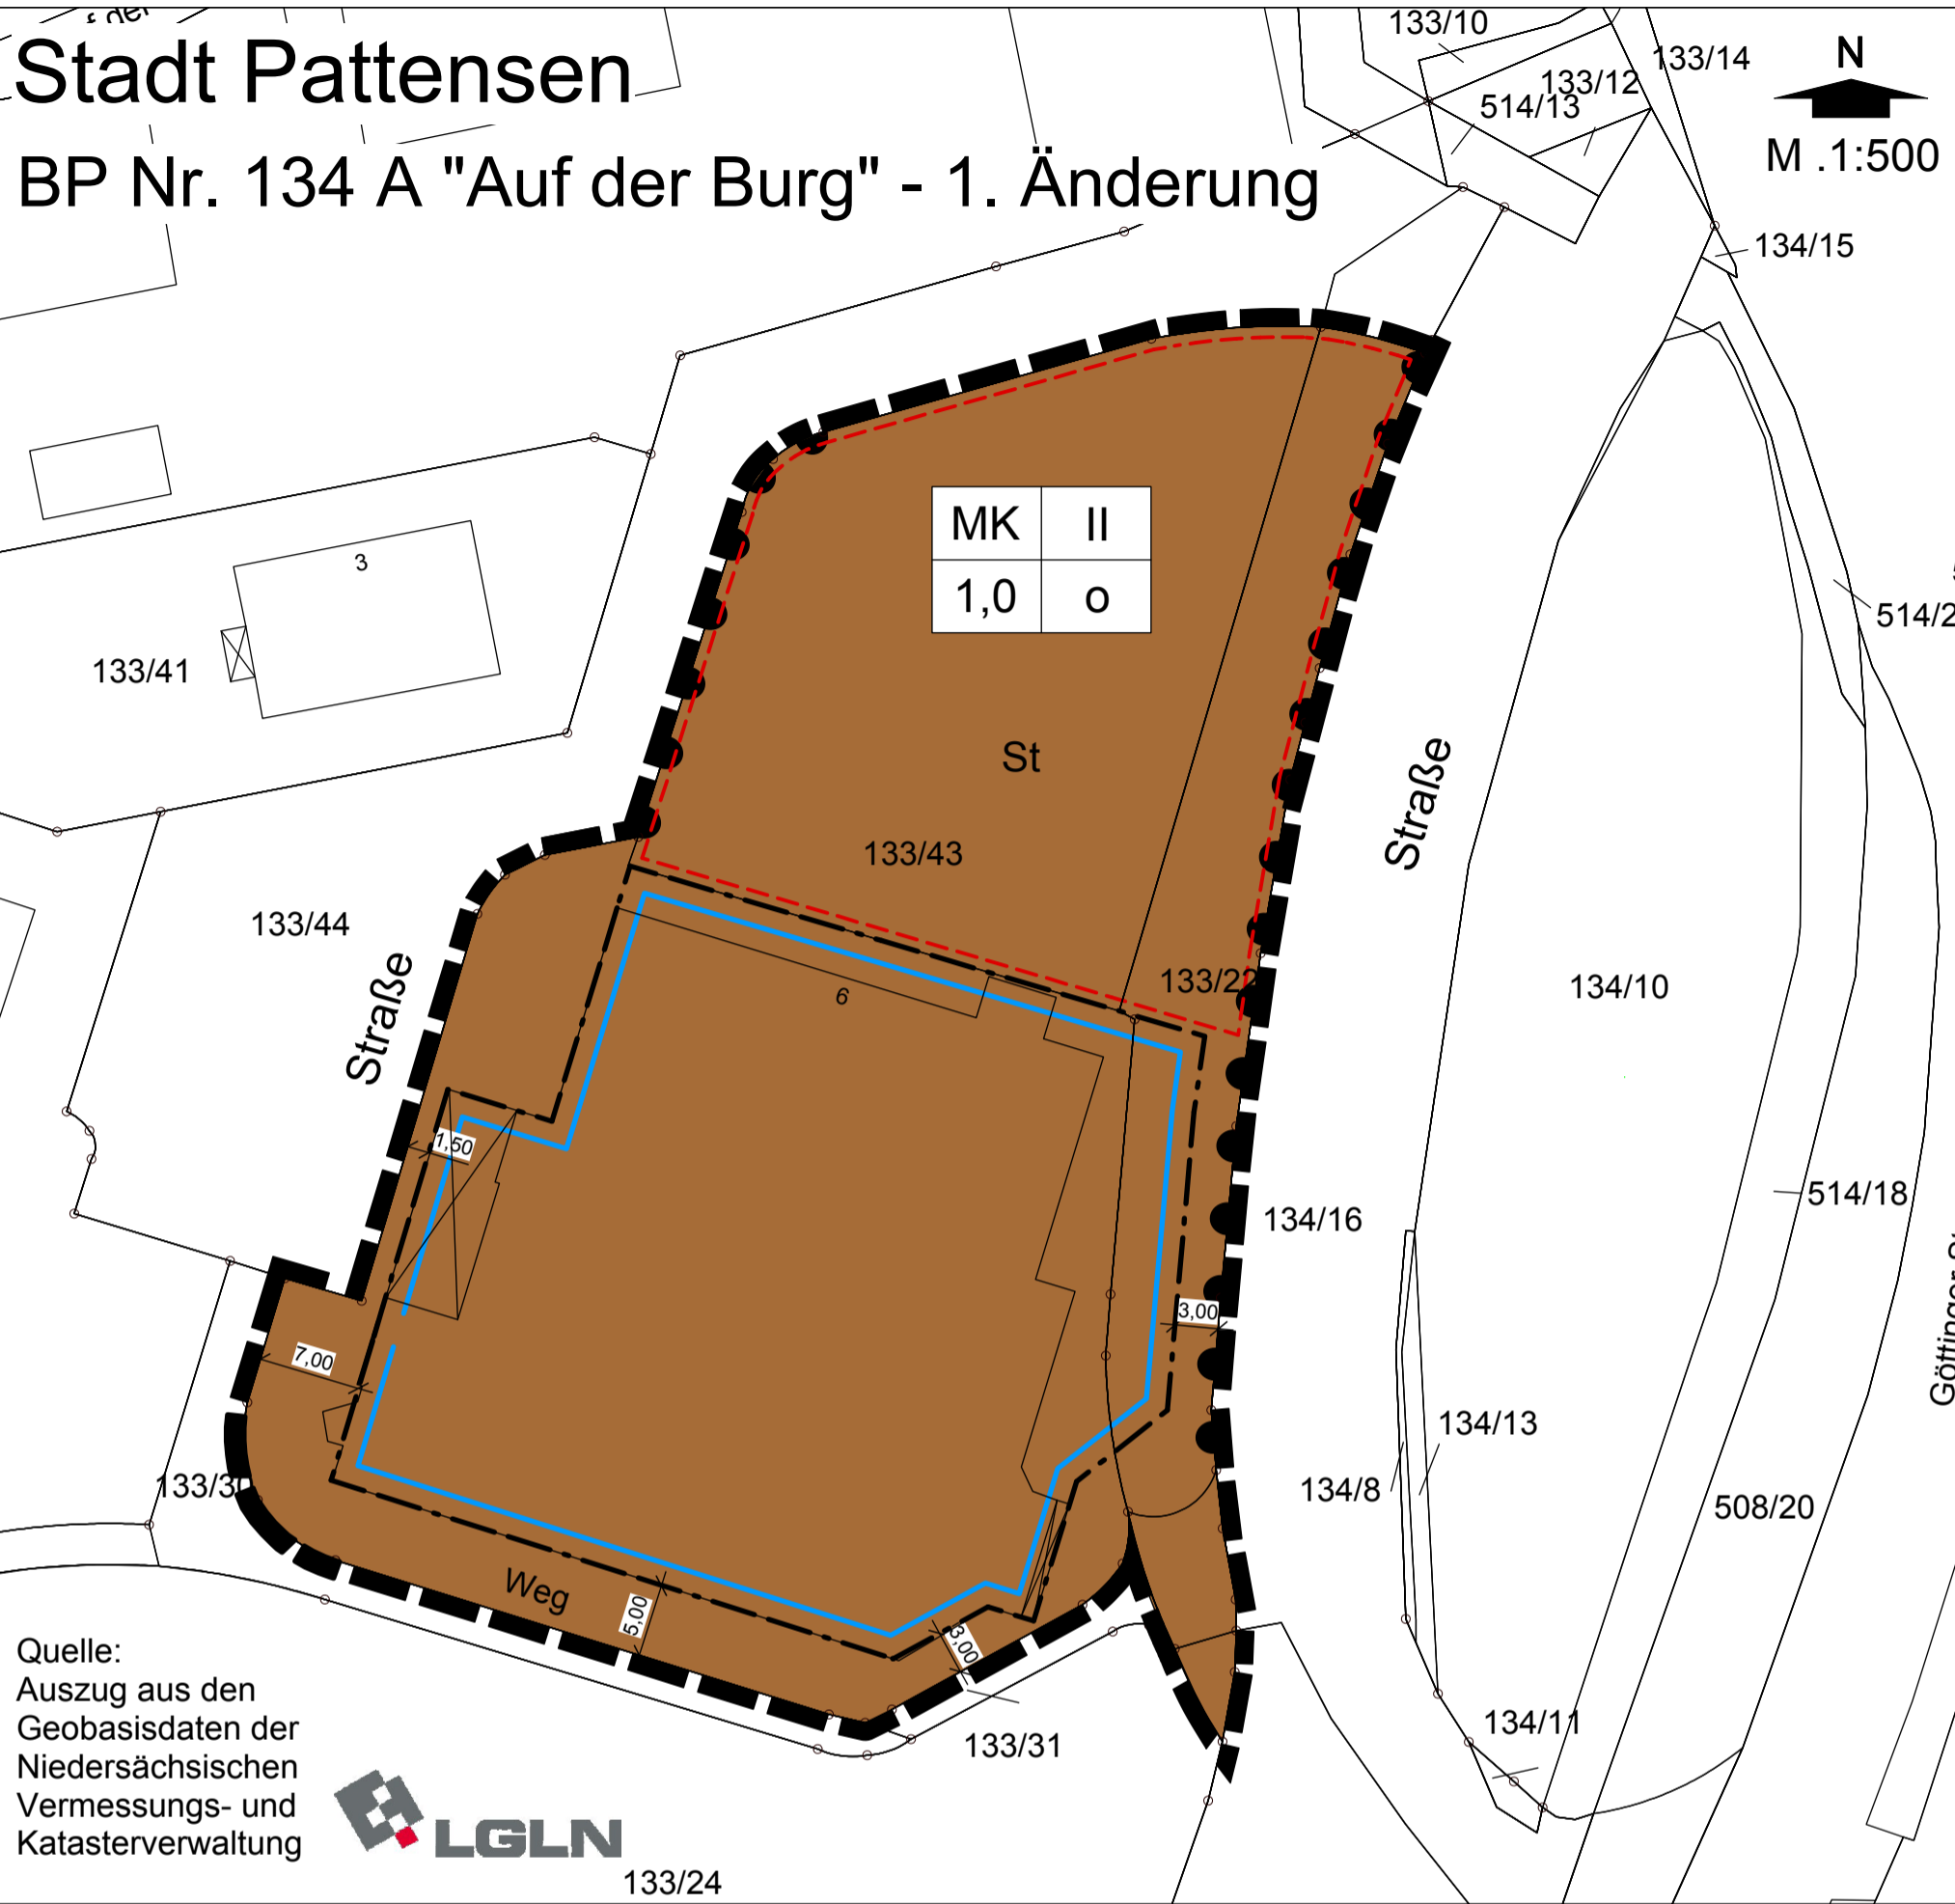 Stadt Pattensen
BP Nr. 134 A "Auf der Burg" - 1. Änderung
N
M .1:500
133/10
133/14
133/12
514/13
134/15
MK II
1,0 o
3
133/41
514/2
St
Straße
133/43
133/44
133/22
134/10
6
Straße
1,50
514/18
134/16
3,00
7,00
134/13
133/3
134/8
508/20
Weg
5,00
3,00
133/31
134/11
Quelle:
Auszug aus den
Geobasisdaten der
Niedersächsischen
Vermessungs- und
Katasterverwaltung
LGLN
133/24